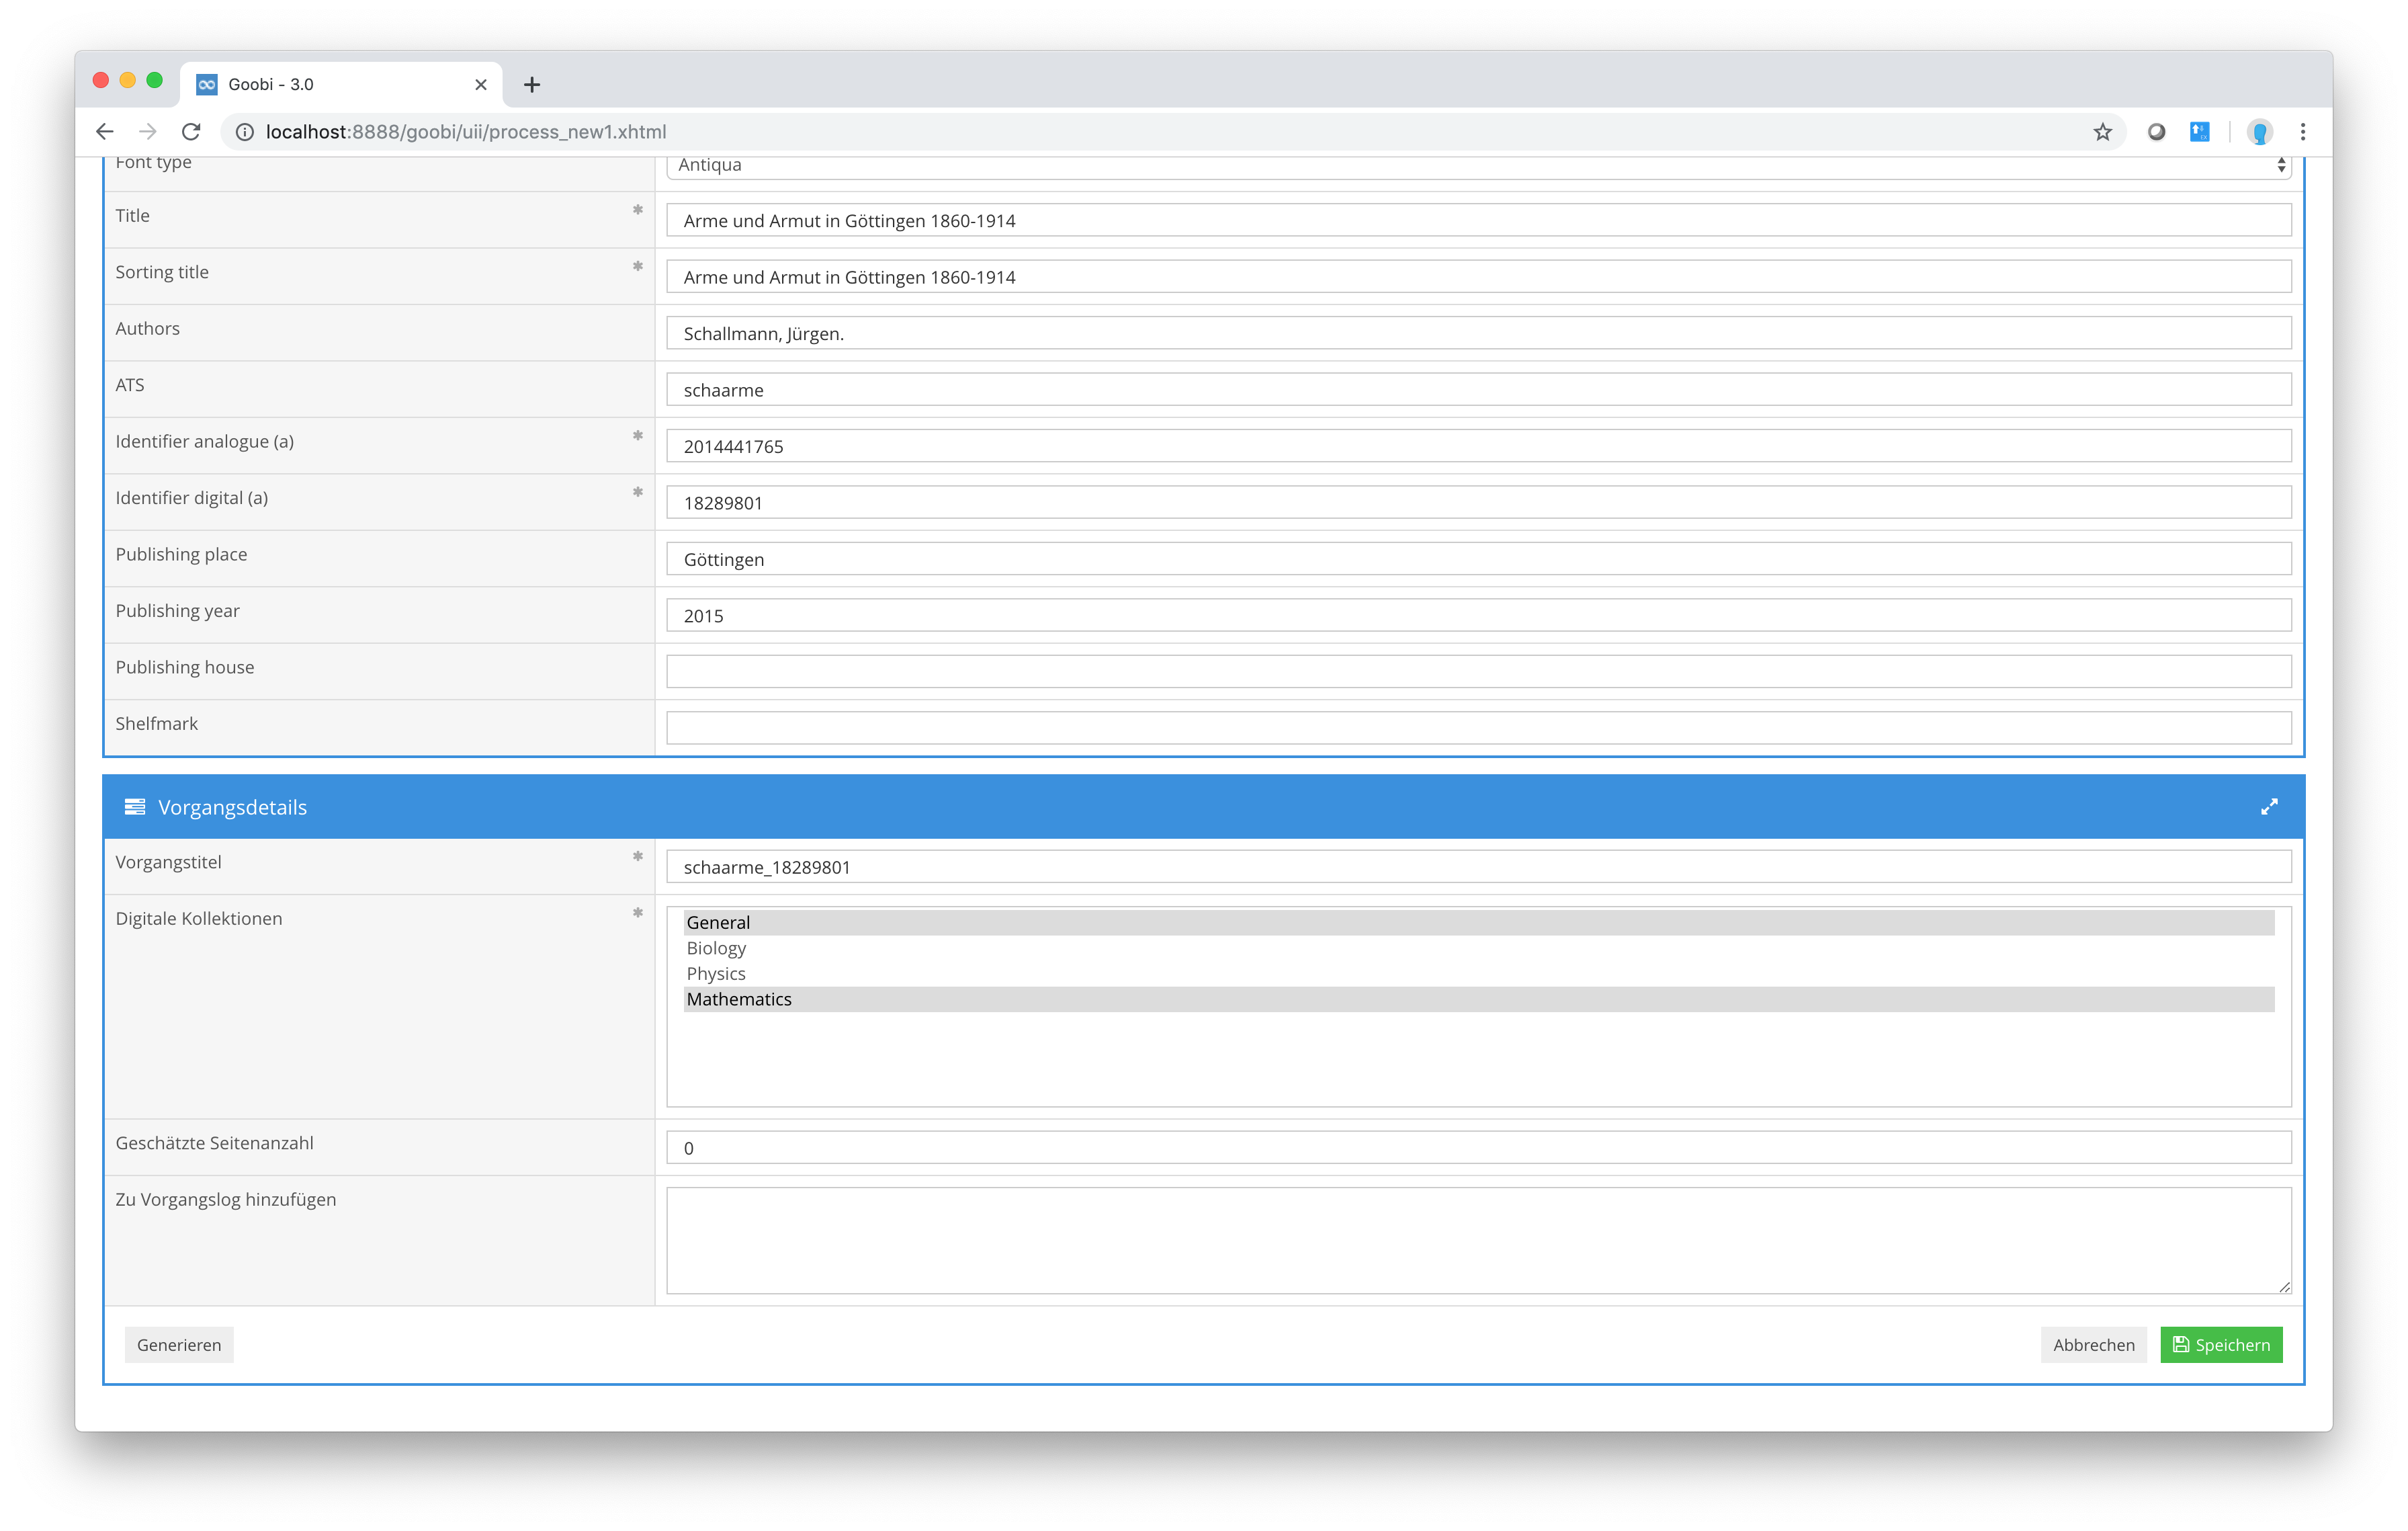 Goobi - 3.0
localhost:8888/goobi/uii/process_new1.xhtml
Font type
Antiqua
Title *
Arme und Armut in Göttingen 1860-1914
Sorting title *
Arme und Armut in Göttingen 1860-1914
Authors
Schallmann, Jürgen.
ATS
schaarme
Identifier analogue (a) *
2014441765
Identifier digital (a) *
18289801
Publishing place
Göttingen
Publishing year
2015
Publishing house
Shelfmark
Vorgangsdetails
Vorgangstitel *
schaarme_18289801
Digitale Kollektionen *
General
Biology
Physics
Mathematics
Geschätzte Seitenanzahl
0
Zu Vorgangslog hinzufügen
Generieren
Abbrechen
Speichern